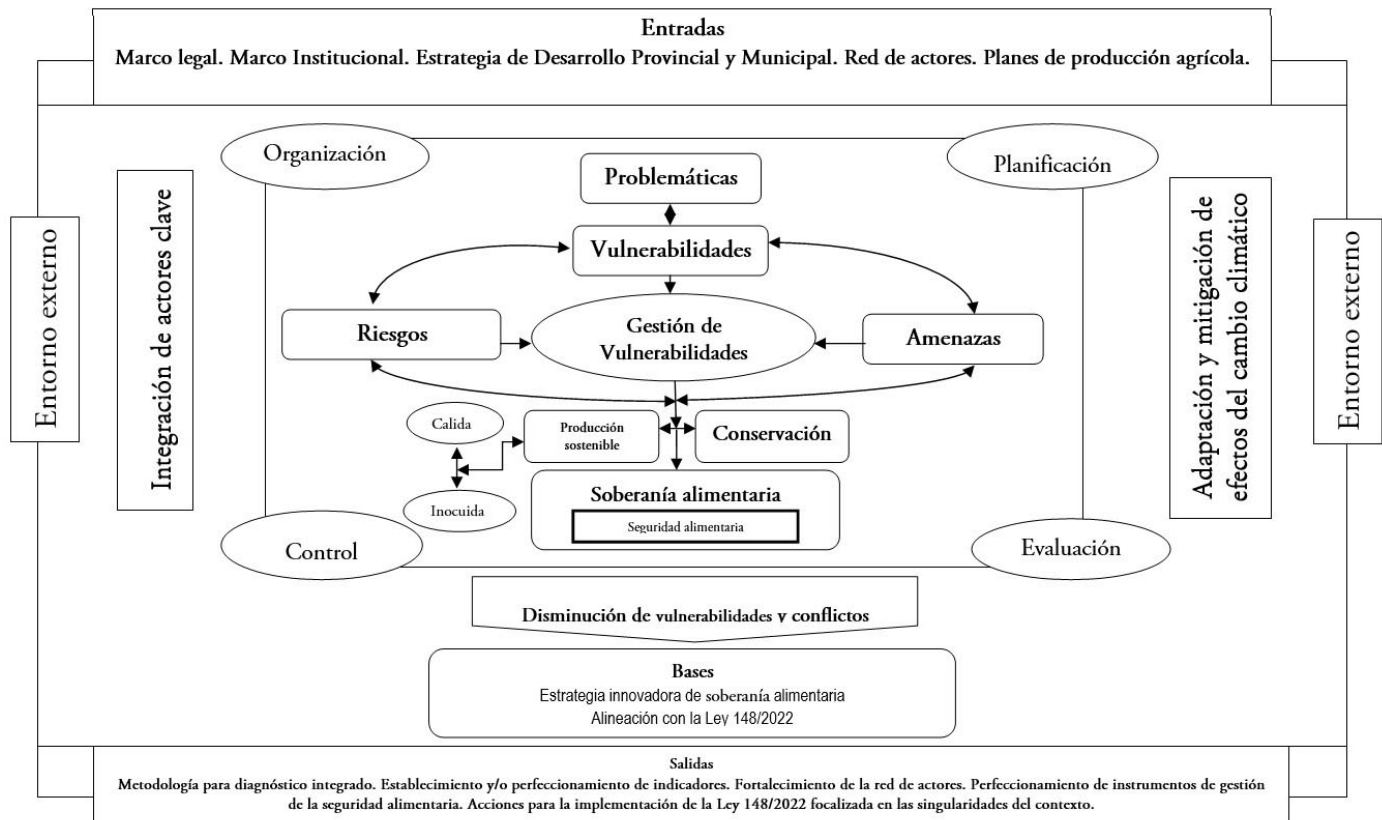 Entradas
Marco legal. Marco Institucional. Estrategia de Desarrollo Provincial y Municipal. Red de actores. Planes de producción agrícola.
Organización
Planificación
Problemáticas
Vulnerabilidades
Riesgos
Gestión de
Vulnerabilidades
Amenazas
Entorno externo
Integración de actores clave
Adaptación y mitigación de
efectos del cambio climático
Entorno externo
Calida
Producción
sostenible
Conservación
Inocuida
Soberanía alimentaria
Seguridad alimentaria
Control
Evaluación
Disminución de vulnerabilidades y conflictos
Bases
Estrategia innovadora de soberanía alimentaria
Alineación con la Ley 148/2022
Salidas
Metodología para diagnóstico integrado. Establecimiento y/o perfeccionamiento de indicadores. Fortalecimiento de la red de actores. Perfeccionamiento de instrumentos de gestión
de la seguridad alimentaria. Acciones para la implementación de la Ley 148/2022 focalizada en las singularidades del contexto.